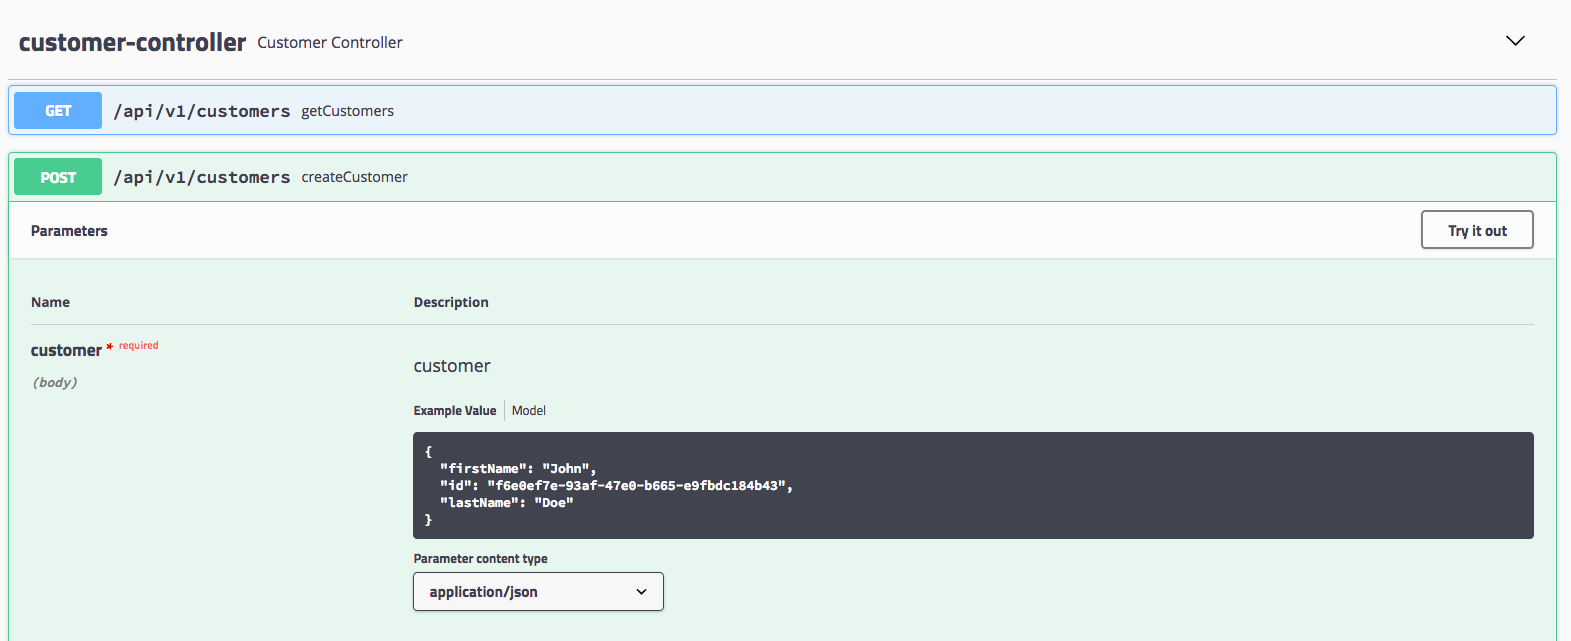 customer-controller Customer Controller
GET /api/v1/customers getCustomers
POST /api/v1/customers createCustomer
Parameters Try it out
Name Description
customer * required
(body)
customer
Example Value Model
{
  "firstName": "John",
  "id": "f6e0ef7e-93af-47e0-b665-e9fbdc184b43",
  "lastName": "Doe"
}
Parameter content type
application/json